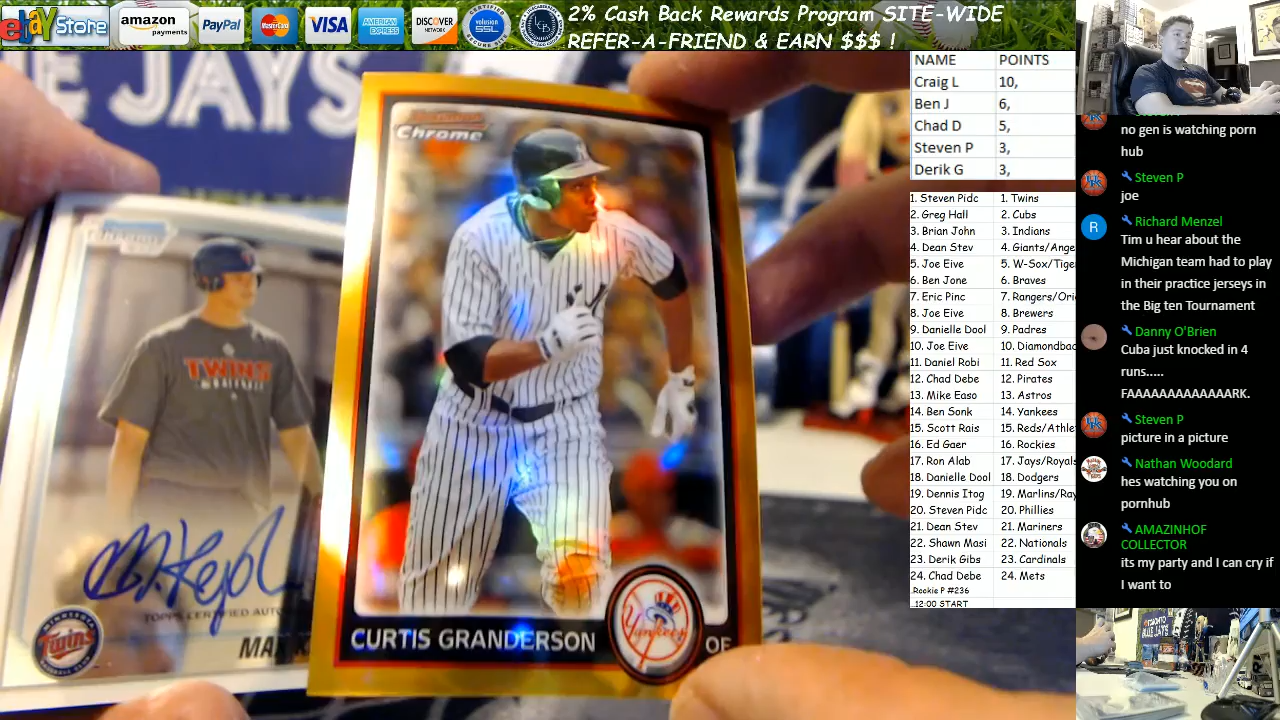 ebay Store
amazon
payments
PayPal
MasterCard
VISA
AMERICAN
EXPRESS
DISCOVER
NETWORK
volusion
SSL
2% Cash Back Rewards Program SITE-WIDE
REFER-A-FRIEND & EARN $$$ !
E JAYS
Chrome
CURTIS GRANDERSON
Yankees
OF
TWINS
TOPPS CERTIFIED AUTO
Twins
NAME POINTS
Craig L 10,
Ben J 6,
Chad D 5,
Steven P 3,
Derik G 3,
1. Steven Pidc 1. Twins
2. Greg Hall 2. Cubs
3. Brian John 3. Indians
4. Dean Stev 4. Giants/Ange
5. Joe Eive 5. W-Sox/Tige
6. Ben Jone 6. Braves
7. Eric Pinc 7. Rangers/Ori
8. Joe Eive 8. Brewers
9. Danielle Dool 9. Padres
10. Joe Eive 10. Diamondbac
11. Daniel Robi 11. Red Sox
12. Chad Debe 12. Pirates
13. Mike Easo 13. Astros
14. Ben Sonk 14. Yankees
15. Scott Rais 15. Reds/Athle
16. Ed Gaer 16. Rockies
17. Ron Alab 17. Jays/Royals
18. Danielle Dool 18. Dodgers
19. Dennis Itog 19. Marlins/Ray
20. Steven Pidc 20. Phillies
21. Dean Stev 21. Mariners
22. Shawn Masi 22. Nationals
23. Derik Gibs 23. Cardinals
24. Chad Debe 24. Mets
.Rookie P #236
..12:00 START
no gen is watching porn
hub
Steven P
joe
R
Richard Menzel
Tim u hear about the
Michigan team had to play
in their practice jerseys in
the Big ten Tournament
Danny O'Brien
Cuba just knocked in 4
runs.....
FAAAAAAAAAAAAARK.
Steven P
picture in a picture
Nathan Woodard
hes watching you on
pornhub
AMAZINHOF
COLLECTOR
its my party and I can cry if
I want to